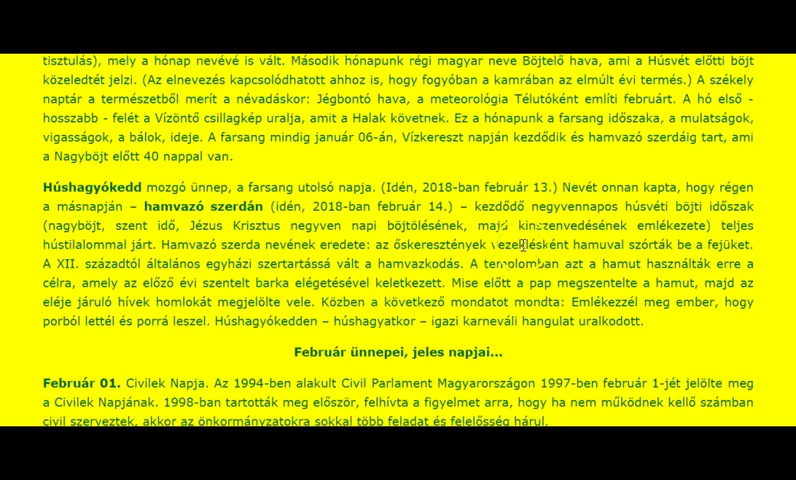 tisztulás), mely a hónap nevévé is vált. Második hónapunk régi magyar neve Böjtelő hava, ami a Húsvét előtti böjt
közeledtét jelzi. (Az elnevezés kapcsolódhatott ahhoz is, hogy fogyóban a kamrában az elmúlt évi termés.) A székely
naptár a természetből merít a névadáskor: Jégbontó hava, a meteorológia Télutóként említi februárt. A hó első -
hosszabb - felét a Vízöntő csillagkép uralja, amit a Halak követnek. Ez a hónapunk a farsang időszaka, a mulatságok,
vigasságok, a bálok, ideje. A farsang mindig január 06-án, Vízkereszt napján kezdődik és hamvazó szerdáig tart, ami
a Nagyböjt előtt 40 nappal van.
Húshagyókedd mozgó ünnep, a farsang utolsó napja. (Idén, 2018-ban február 13.) Nevét onnan kapta, hogy régen
a másnapján – hamvazó szerdán (idén, 2018-ban február 14.) – kezdődő negyvennapos húsvéti böjti időszak
(nagyböjt, szent idő, Jézus Krisztus negyven napi böjtölésének, majd kínszenvedésének emlékezete) teljes
hústilalommal járt. Hamvazó szerda nevének eredete: az őskeresztények vezeklésként hamuval szórták be a fejüket.
A XII. századtól általános egyházi szertartássá vált a hamvazkodás. A templomban azt a hamut használták erre a
célra, amely az előző évi szentelt barka elégetésével keletkezett. Mise előtt a pap megszentelte a hamut, majd az
eléje járuló hívek homlokát megjelölte vele. Közben a következő mondatot mondta: Emlékezzél meg ember, hogy
porból lettél és porrá leszel. Húshagyókedden – húshagyatkor – igazi karneváli hangulat uralkodott.
Február ünnepei, jeles napjai...
Február 01. Civilek Napja. Az 1994-ben alakult Civil Parlament Magyarországon 1997-ben február 1-jét jelölte meg
a Civilek Napjának. 1998-ban tartották meg először, felhívta a figyelmet arra, hogy ha nem működnek kellő számban
civil szerveztek, akkor az önkormányzatokra sokkal több feladat és felelősség hárul.